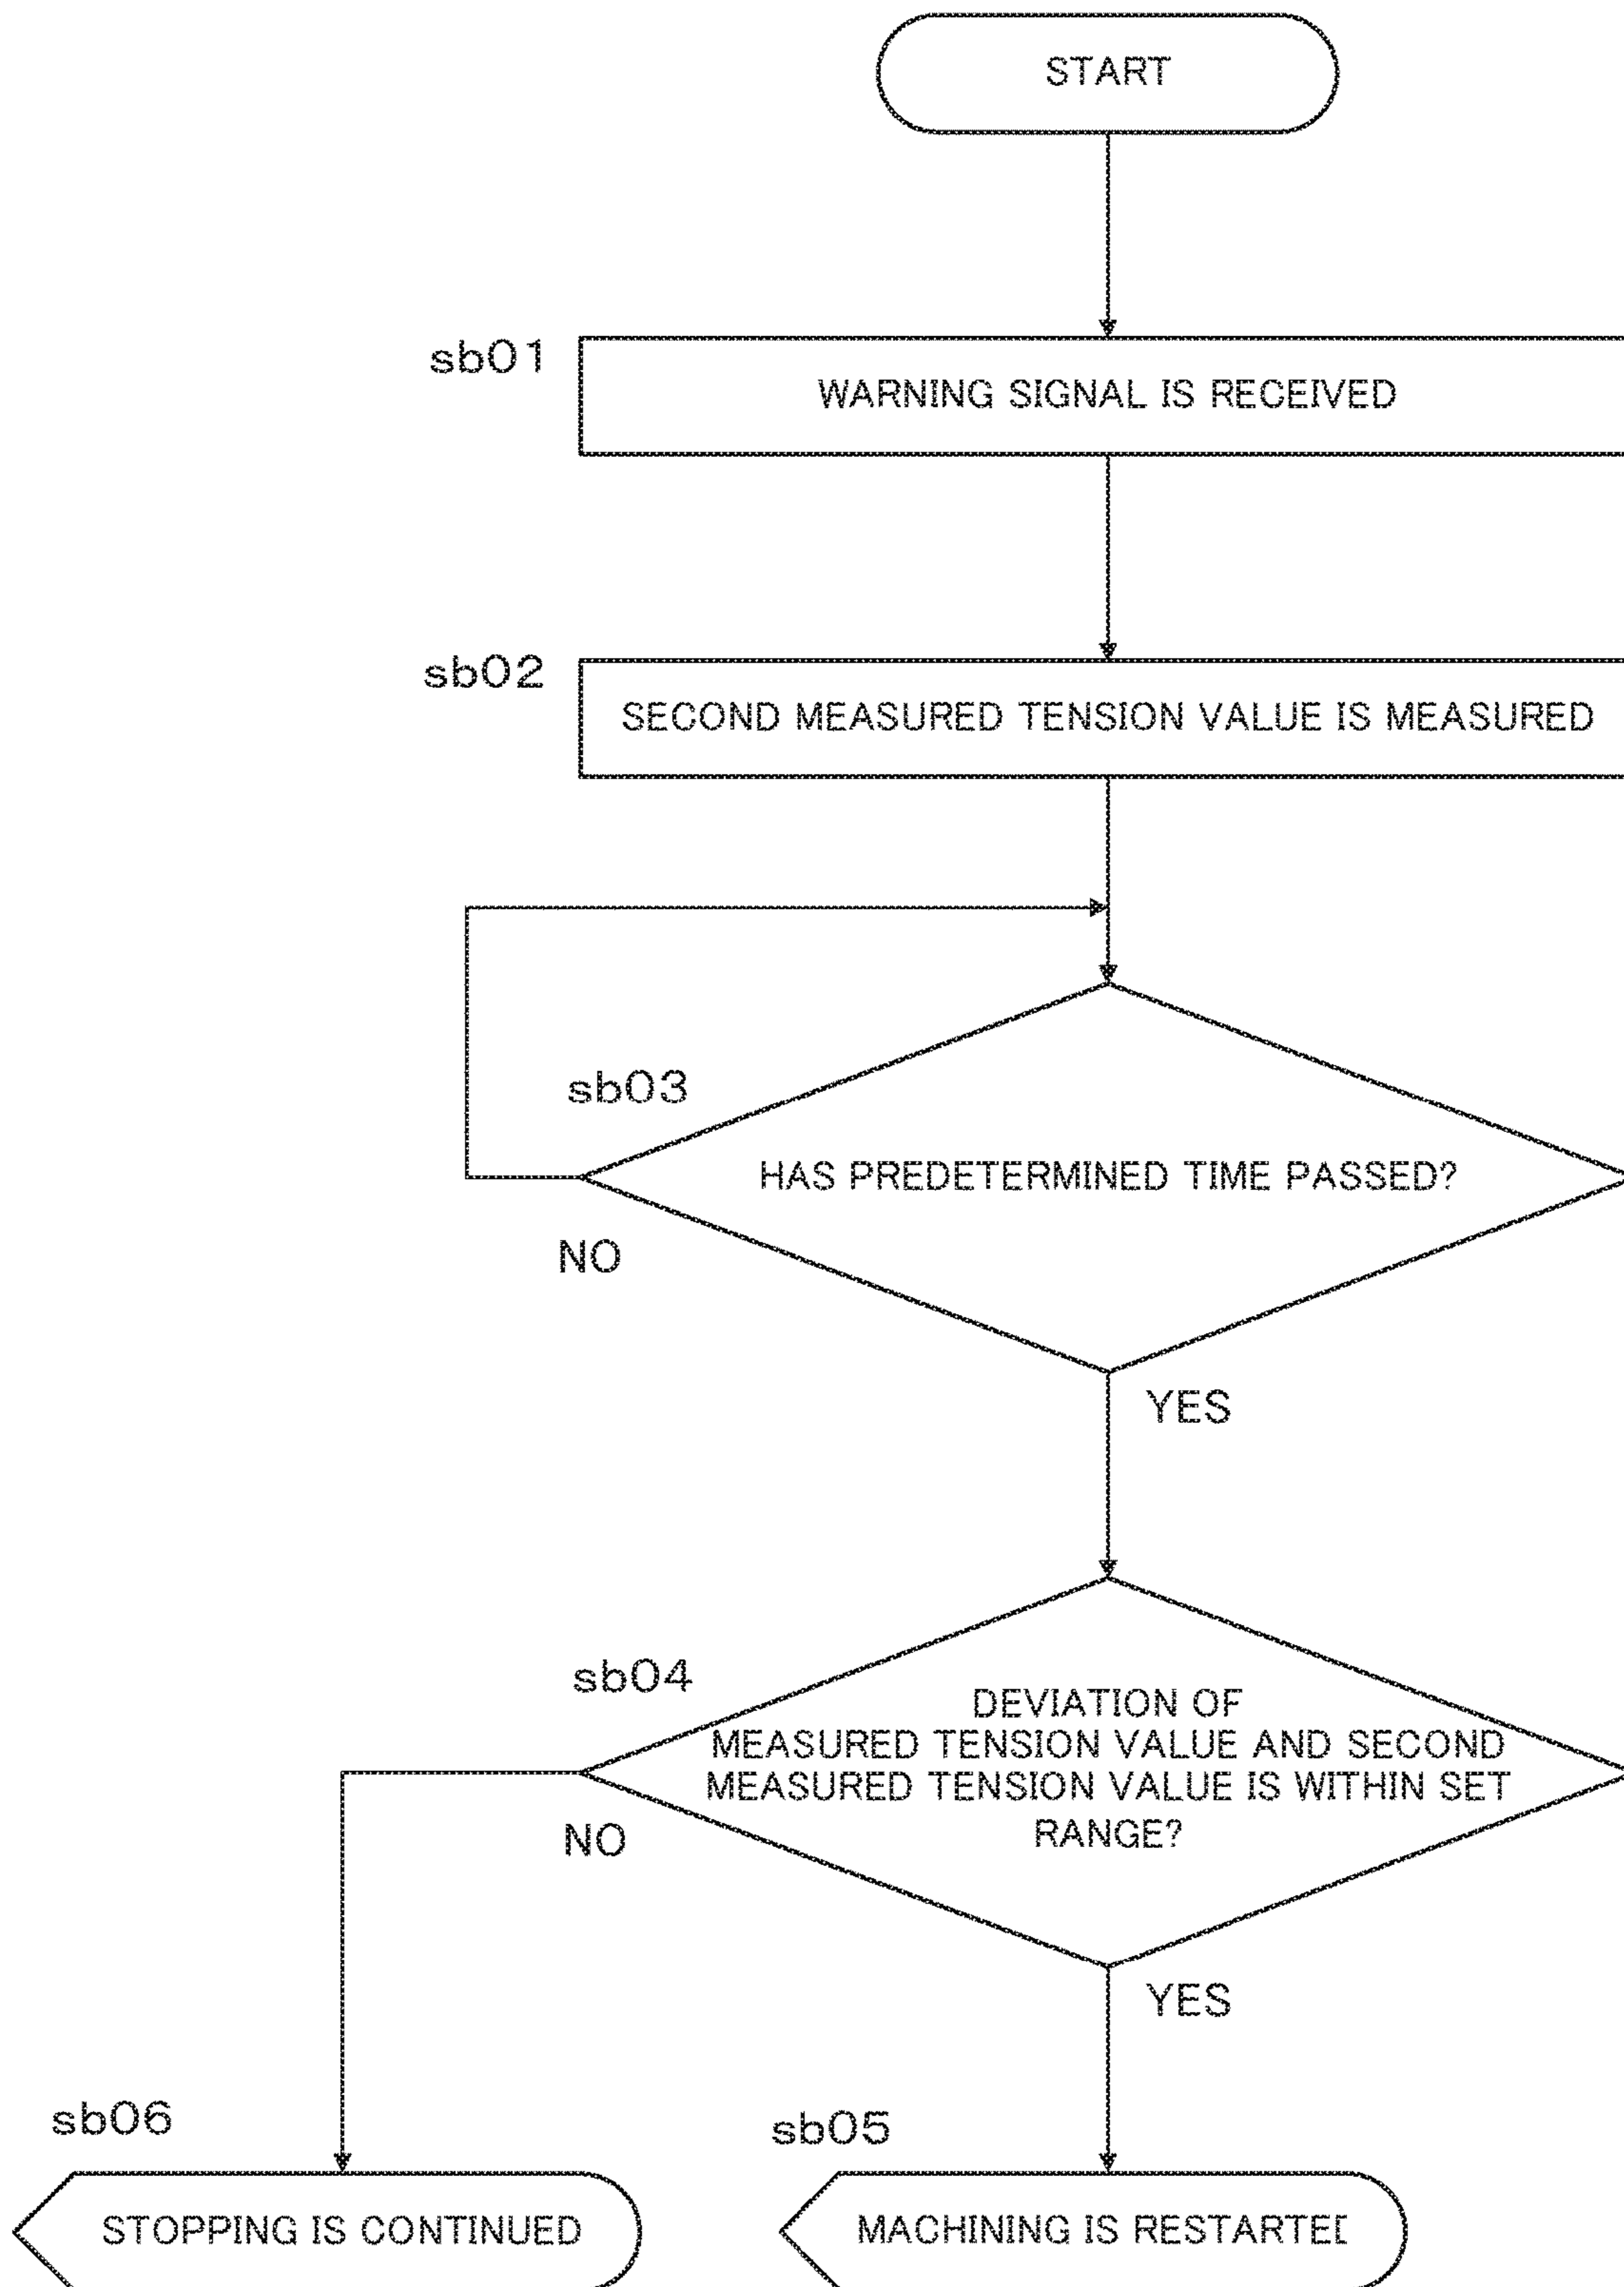 START
sb01
WARNING SIGNAL IS RECEIVED
sb02
SECOND MEASURED TENSION VALUE IS MEASURED
sb03
HAS PREDETERMINED TIME PASSED?
NO
YES
sb04
DEVIATION OF
MEASURED TENSION VALUE AND SECOND
MEASURED TENSION VALUE IS WITHIN SET
RANGE?
NO
YES
sb06
sb05
STOPPING IS CONTINUED
MACHINING IS RESTARTED